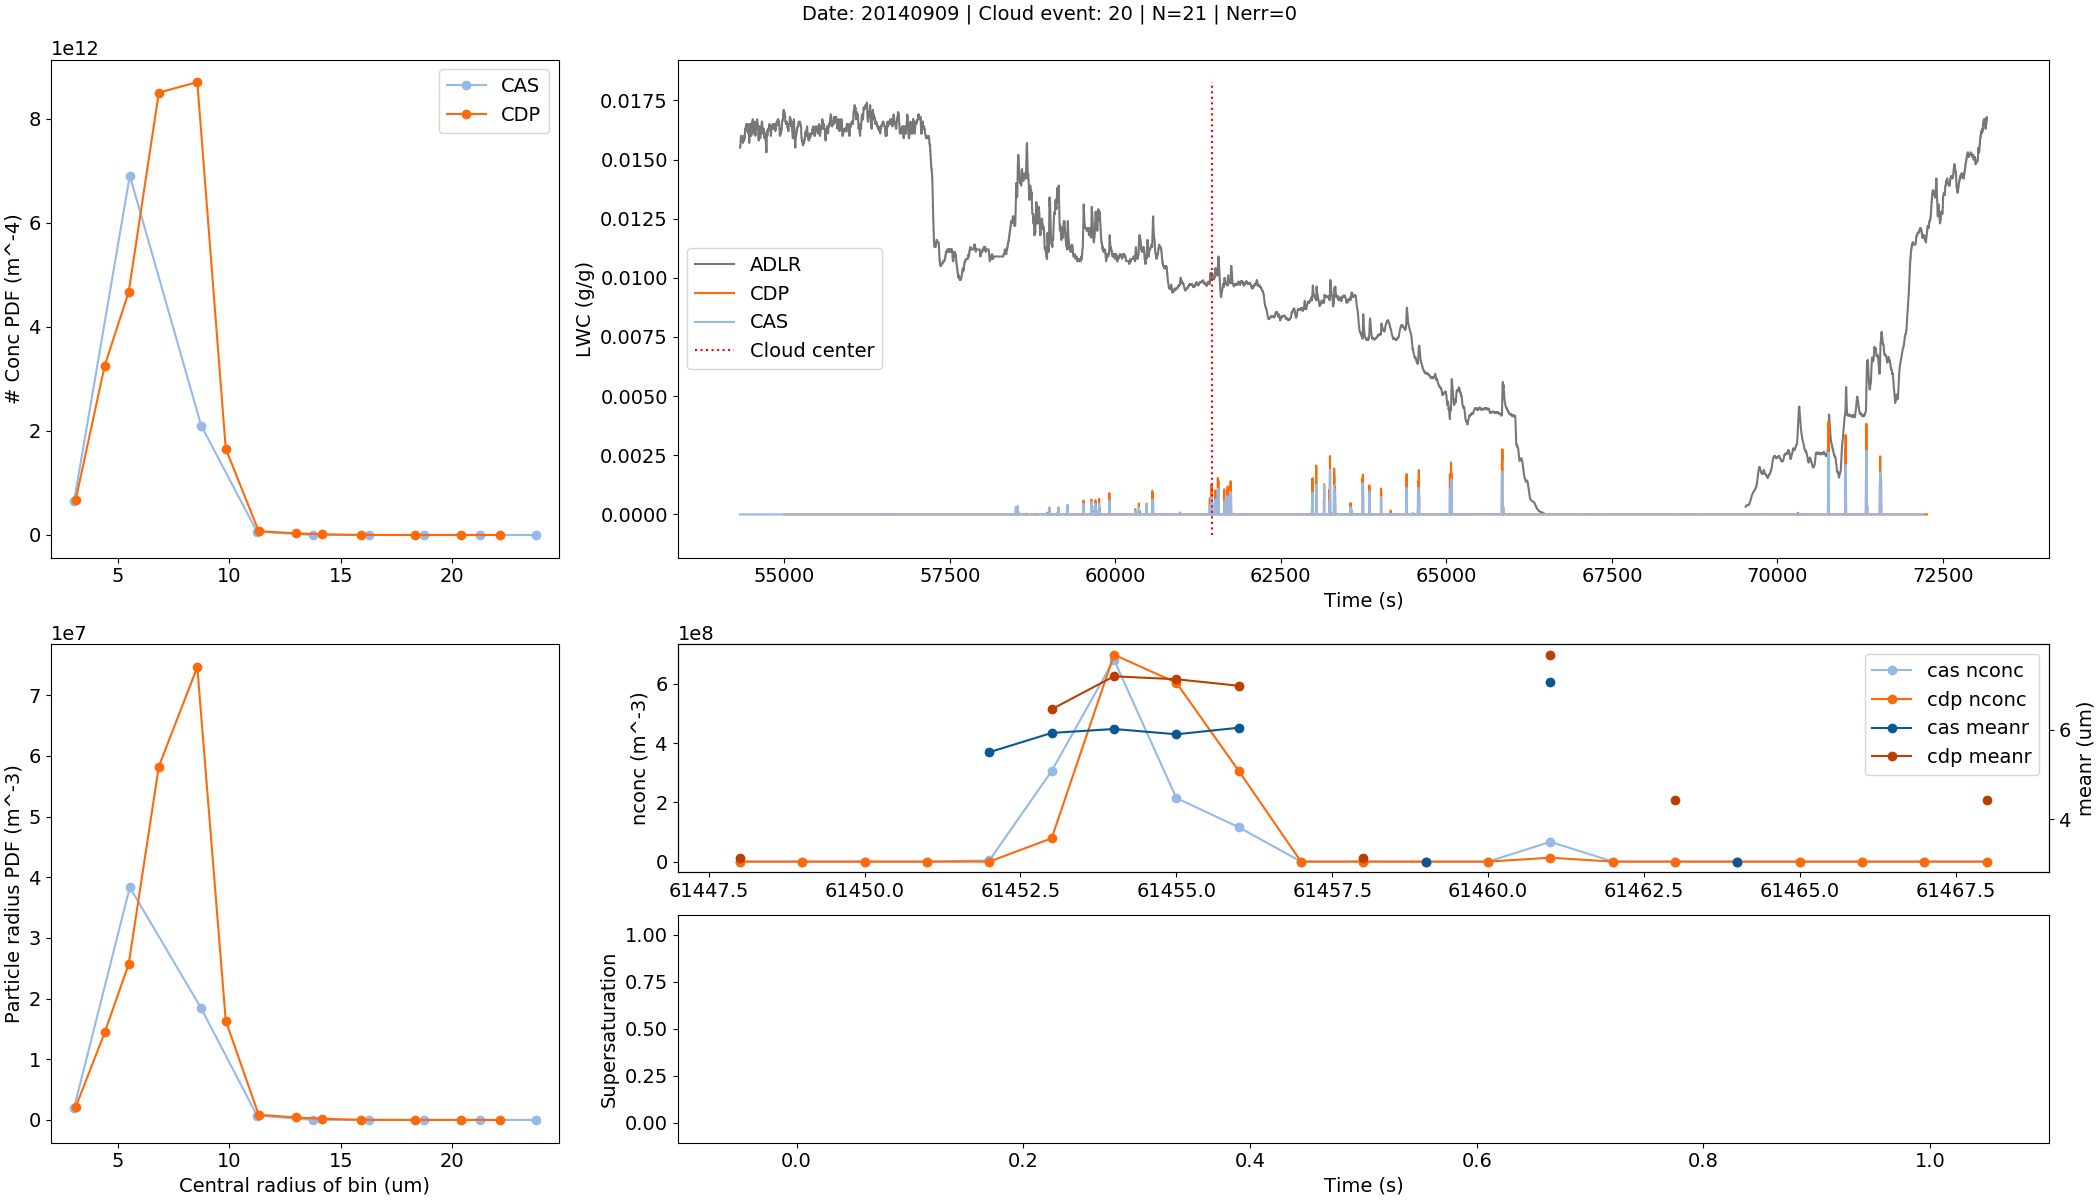 Date: 20140909 | Cloud event: 20 | N=21 | Nerr=0
1e12
# Conc PDF (m^-4)
8
6
4
2
0
5 10 15 20
CAS
CDP
LWC (g/g)
0.0175
0.0150
0.0125
0.0100
0.0075
0.0050
0.0025
0.0000
ADLR
CDP
CAS
Cloud center
55000 57500 60000 62500 65000 67500 70000 72500
Time (s)
1e7
Particle radius PDF (m^-3)
7
6
5
4
3
2
1
0
5 10 15 20
Central radius of bin (um)
1e8
nconc (m^-3)
6
4
2
0
cas nconc
cdp nconc
cas meanr
cdp meanr
6
4
meanr (um)
61447.5 61450.0 61452.5 61455.0 61457.5 61460.0 61462.5 61465.0 61467.5
Supersaturation
1.00
0.75
0.50
0.25
0.00
0.0 0.2 0.4 0.6 0.8 1.0
Time (s)